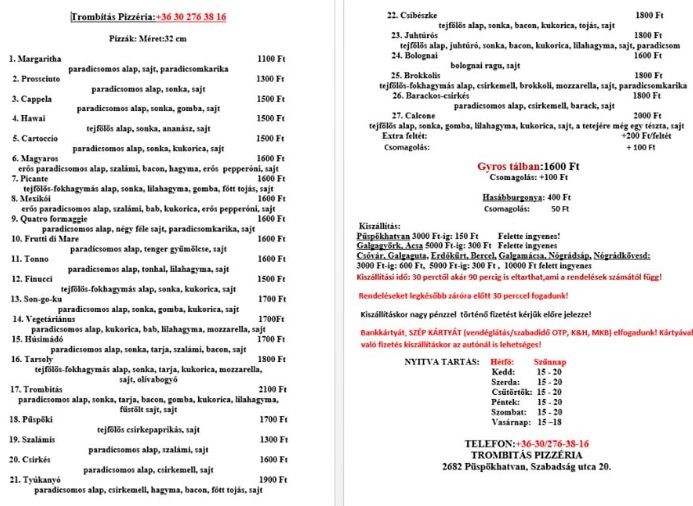 Trombitás Pizzéria:+36 30 276 38 16
Pizzák: Méret:32 cm
1. Margaritha 1100 Ft
paradicsomos alap, sajt, paradicsomkarika
2. Prossciuto 1300 Ft
paradicsomos alap, sonka, sajt
3. Cappela 1500 Ft
paradicsomos alap, sonka, gomba, sajt
4. Hawai 1500 Ft
tejfölis alap, sonka, ananász, sajt
5. Cartoccio 1500 Ft
paradicsomos alap, sonka, kukorica, sajt
6. Magyaros 1600 Ft
erős paradicsomos alap, szalámi, bacon, hagyma, erős pepperóni, sajt
7. Picante 1600 Ft
tejfölis-fokhagymás alap, sonka, lilahagyma, gomba, főtt tojás, sajt
8. Mexikói 1600 Ft
erős paradicsomos alap, szalámi, bab, kukorica, erős pepperóni, sajt
9. Quatro formaggie 1600 Ft
paradicsomos alap, négy féle sajt, paradicsomkarika, sajt
10. Frutti di Mare 1600 Ft
paradicsomos alap, tenger gyümölcse, sajt
11. Tonno 1600 Ft
paradicsomos alap, tonhal, lilahagyma, sajt
12. Finucci 1500 Ft
tejfölis-fokhagymás alap, sonka, kukorica, sajt
13. Son-go-ku 1700 Ft
paradicsomos alap, sonka, gomba, kukorica, sajt
14. Vegetáriánus 1700Ft
paradicsomos alap, kukorica, bab, lilahagyma, mozzarella, sajt
15. Húsimádó 1700 Ft
paradicsomos alap, sonka, tarja, szalámi, bacon, sajt
16. Tarsoly 1800 Ft
tejfölis-fokhagymás alap, sonka, tarja, kukorica, mozzarella,
sajt, olívabogyó
17. Trombitás 2100 Ft
paradicsomos alap, sonka, tarja, bacon, gomba, kukorica, lilahagyma,
füstölt sajt, sajt
18. Püspöki 1700 Ft
tejfölis csirkepaprikás, sajt
19. Szalámis 1300 Ft
paradicsomos alap, szalámi, sajt
20. Csirkés 1600 Ft
paradicsomos alap, csirkemell, sajt
21. Tyúkanyó 1900 Ft
paradicsomos alap, csirkemell, hagyma, bacon, főtt tojás, sajt
22. Csibészke 1800 Ft
tejfölis alap, sonka, bacon, kukorica, tojás, sajt
23. Juhtúrós 1800 Ft
tejfölis alap, juhtúró, sonka, bacon, kukorica, lilahagyma, sajt, paradicsom
24. Bolognai 1600 Ft
bolognai ragu, sajt
25. Brokkolis 1800 Ft
tejfölis-fokhagymás alap, csirkemell, brokkoli, mozzarella, sajt, paradicsomkarika
26. Barackos-csirkés 1800 Ft
paradicsomos alap, csirkemell, barack, sajt
27. Calcone 2000 Ft
tejfölis alap, sonka, gomba, lilahagyma, kukorica, sajt, a tetejére még egy tészta, sajt
Extra feltét: +200 Ft/feltét
Csomagolás: + 100 Ft
Gyros tálban:1600 Ft
Csomagolás: +100 Ft
Hasábburgonya: 400 Ft
Csomagolás: 50 Ft
Kiszállítás:
Püspökhatvan 3000 Ft-ig: 150 Ft Felette ingyenes!
Galgagyörk, Acsa 5000 Ft-ig: 300 Ft Felette ingyenes
Csővár, Galgaguta, Erdőkürt, Bercel, Galgamácsa, Nógrádsáp, Nógrádkövesd:
3000 Ft-ig: 600 Ft, 5000 Ft-ig: 300 Ft , 10000 Ft felett ingyenes
Kiszállítási idő: 30 perctől akár 90 percig is eltarthat,ami a rendelések számától függ!
Rendeléseket legkésőbb záróra előtt 30 perccel fogadunk!
Kiszállításkor nagy pénzzel történő fizetést kérjük előre jelezze!
Bankkártyát, SZÉP KÁRTYÁT (vendéglátás/szabadidő OTP, K&H, MKB) elfogadunk! Kártyával
való fizetés kiszállításkor az autónál is lehetséges!
NYITVA TARTÁS: Hétfő: Szünnap
Kedd: 15 - 20
Szerda: 15 - 20
Csütörtök: 15 - 20
Péntek: 15 - 20
Szombat: 15 - 20
Vasárnap: 15 –18
TELEFON:+36-30/276-38-16
TROMBITÁS PIZZÉRIA
2682 Püspökhatvan, Szabadság utca 20.